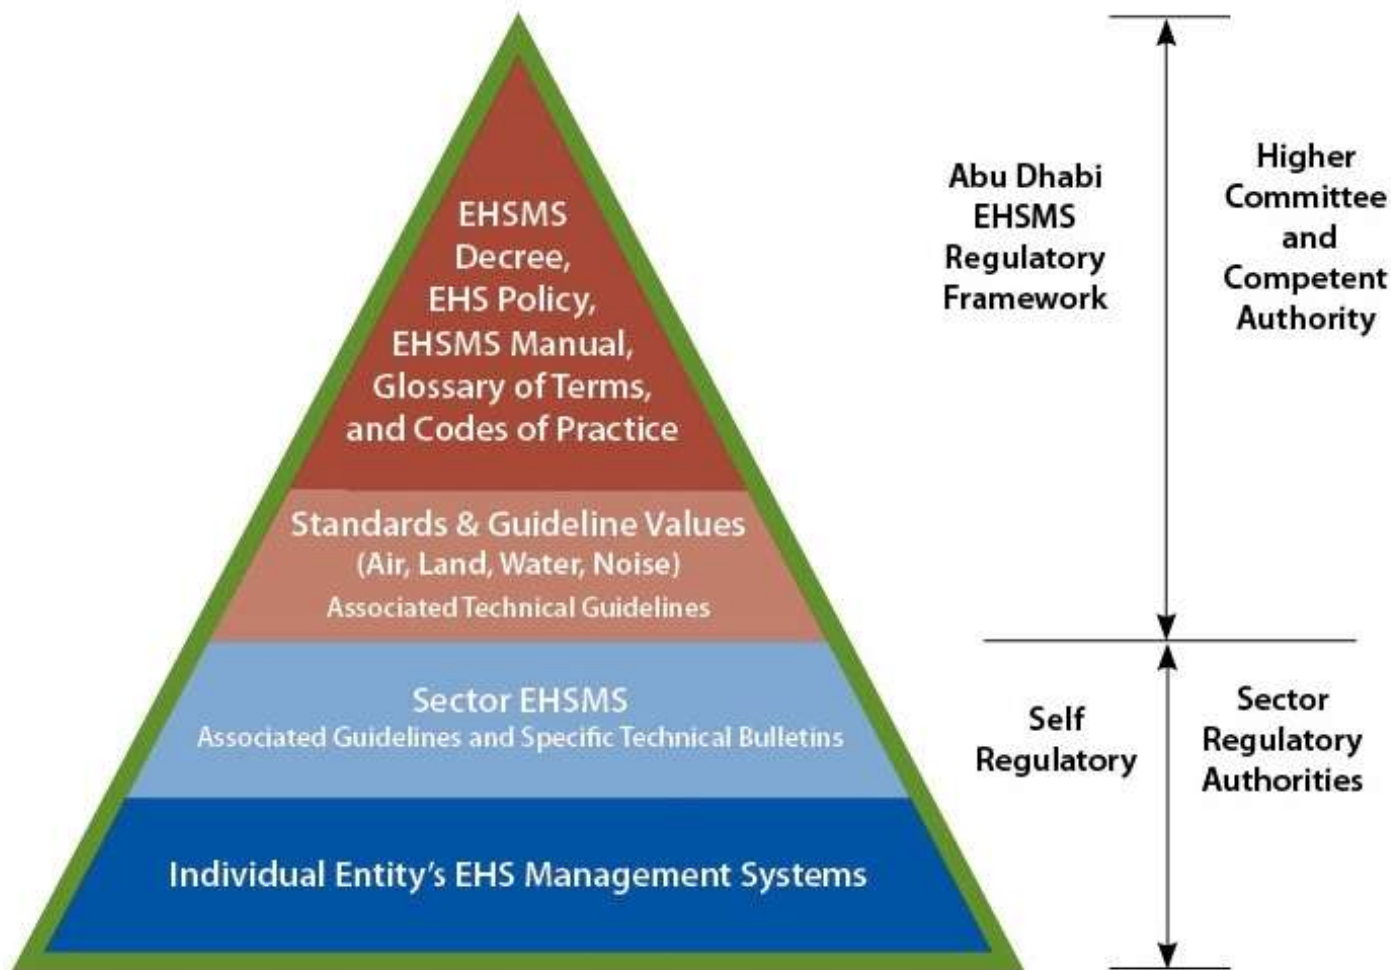 EHSMS
Decree,
EHS Policy,
EHSMS Manual,
Glossary of Terms,
and Codes of Practice
Standards & Guideline Values
(Air, Land, Water, Noise)
Associated Technical Guidelines
Sector EHSMS
Associated Guidelines and Specific Technical Bulletins
Individual Entity’s EHS Management Systems
Abu Dhabi
EHSMS
Regulatory
Framework
Higher
Committee
and
Competent
Authority
Self
Regulatory
Sector
Regulatory
Authorities